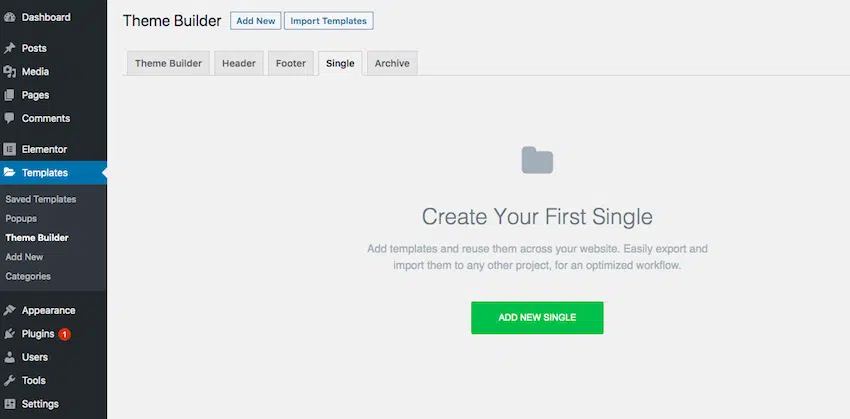 Dashboard
Posts
Media
Pages
Comments
Elementor
Templates
Saved Templates
Popups
Theme Builder
Add New
Categories
Appearance
Plugins 1
Users
Tools
Settings
Theme Builder Add New Import Templates
Theme Builder Header Footer Single Archive
Create Your First Single
Add templates and reuse them across your website. Easily export and
import them to any other project, for an optimized workflow.
ADD NEW SINGLE